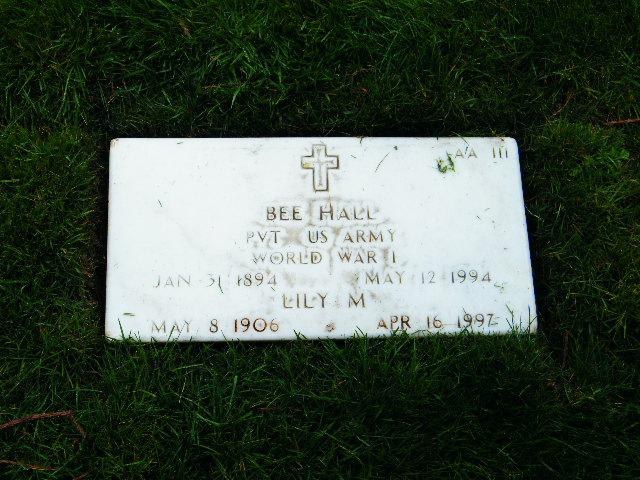 AA 111
BEE HALL
PVT US ARMY
WORLD WAR I
JAN 31 1894 MAY 12 1994
LILY M
MAY 8 1906 APR 16 1997